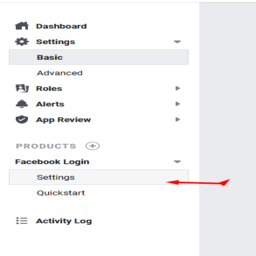 Dashboard
Settings
Basic
Advanced
Roles
Alerts
App Review
PRODUCTS
Facebook Login
Settings
Quickstart
Activity Log